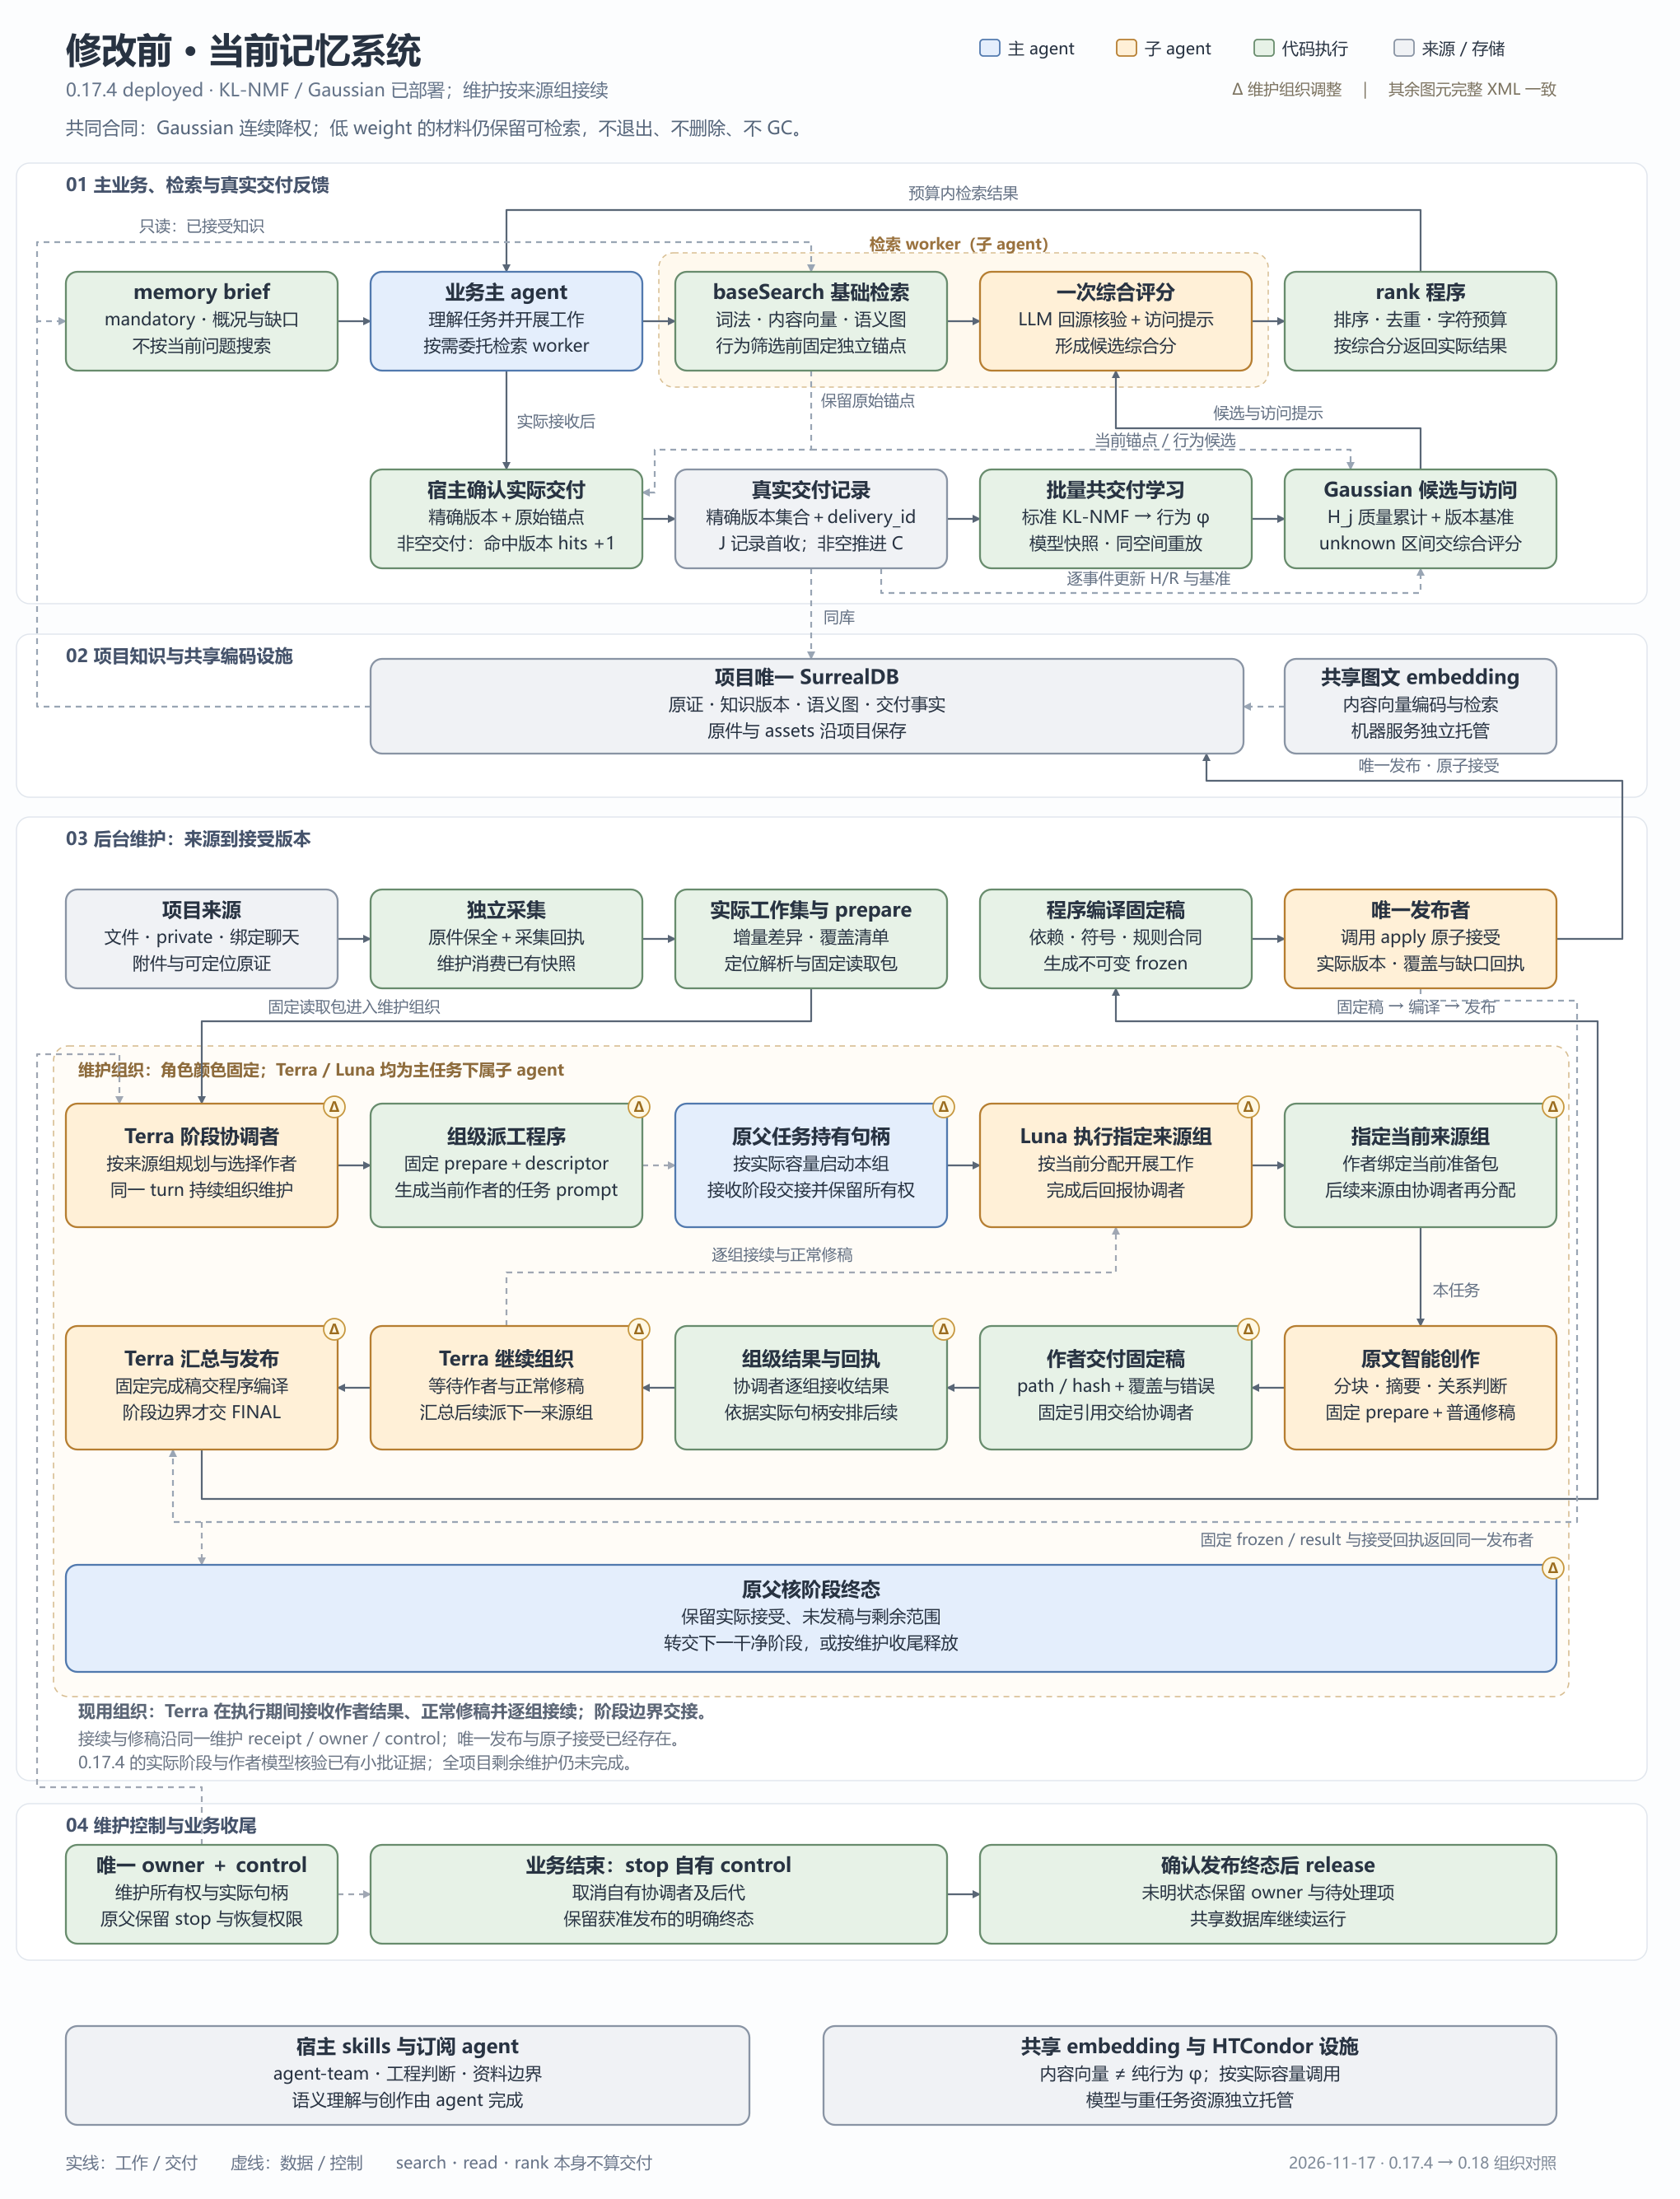 修改前 • 当前记忆系统
主 agent
子 agent
代码执行
来源 / 存储
0.17.4 deployed · KL-NMF / Gaussian 已部署；维护按来源组接续
Δ 维护组织调整 | 其余图元完整 XML 一致
共同合同：Gaussian 连续降权；低 weight 的材料仍保留可检索，不退出、不删除、不 GC。
01 主业务、检索与真实交付反馈
预算内检索结果
只读：已接受知识
检索 worker（子 agent）
memory brief
mandatory · 概况与缺口
不按当前问题搜索
业务主 agent
理解任务并开展工作
按需委托检索 worker
baseSearch 基础检索
词法 · 内容向量 · 语义图
行为筛选前固定独立锚点
一次综合评分
LLM 回源核验 + 访问提示
形成候选综合分
rank 程序
排序 · 去重 · 字符预算
按综合分返回实际结果
保留原始锚点
实际接收后
候选与访问提示
当前锚点 / 行为候选
宿主确认实际交付
精确版本 + 原始锚点
非空交付：命中版本 hits +1
真实交付记录
精确版本集合 + delivery_id
J 记录首收；非空推进 C
批量共交付学习
标准 KL-NMF → 行为 φ
模型快照 · 同空间重放
Gaussian 候选与访问
H_j 质量累计 + 版本基准
unknown 区间交综合评分
逐事件更新 H/R 与基准
同库
02 项目知识与共享编码设施
项目唯一 SurrealDB
原证 · 知识版本 · 语义图 · 交付事实
原件与 assets 沿项目保存
共享图文 embedding
内容向量编码与检索
机器服务独立托管
唯一发布 · 原子接受
03 后台维护：来源到接受版本
项目来源
文件 · private · 绑定聊天
附件与可定位原证
独立采集
原件保全 + 采集回执
维护消费已有快照
实际工作集与 prepare
增量差异 · 覆盖清单
定位解析与固定读取包
程序编译固定稿
依赖 · 符号 · 规则合同
生成不可变 frozen
唯一发布者
调用 apply 原子接受
实际版本 · 覆盖与缺口回执
固定读取包进入维护组织
固定稿 → 编译 → 发布
维护组织：角色颜色固定；Terra / Luna 均为主任务下属子 agent
Δ
Terra 阶段协调者
按来源组规划与选择作者
同一 turn 持续组织维护
Δ
组级派工程序
固定 prepare + descriptor
生成当前作者的任务 prompt
Δ
原父任务持有句柄
按实际容量启动本组
接收阶段交接并保留所有权
Δ
Luna 执行指定来源组
按当前分配开展工作
完成后回报协调者
Δ
指定当前来源组
作者绑定当前准备包
后续来源由协调者再分配
逐组接续与正常修稿
本任务
Δ
Terra 汇总与发布
固定完成稿交程序编译
阶段边界才交 FINAL
Δ
Terra 继续组织
等待作者与正常修稿
汇总后续派下一来源组
Δ
组级结果与回执
协调者逐组接收结果
依据实际句柄安排后续
Δ
作者交付固定稿
path / hash + 覆盖与错误
固定引用交给协调者
原文智能创作
分块 · 摘要 · 关系判断
固定 prepare + 普通修稿
固定 frozen / result 与接受回执返回同一发布者
Δ
原父核阶段终态
保留实际接受、未发稿与剩余范围
转交下一干净阶段，或按维护收尾释放
现用组织：Terra 在执行期间接收作者结果、正常修稿并逐组接续；阶段边界交接。
接续与修稿沿同一维护 receipt / owner / control；唯一发布与原子接受已经存在。
0.17.4 的实际阶段与作者模型核验已有小批证据；全项目剩余维护仍未完成。
04 维护控制与业务收尾
唯一 owner + control
维护所有权与实际句柄
原父保留 stop 与恢复权限
业务结束：stop 自有 control
取消自有协调者及后代
保留获准发布的明确终态
确认发布终态后 release
未明状态保留 owner 与待处理项
共享数据库继续运行
宿主 skills 与订阅 agent
agent-team · 工程判断 · 资料边界
语义理解与创作由 agent 完成
共享 embedding 与 HTCondor 设施
内容向量 ≠ 纯行为 φ；按实际容量调用
模型与重任务资源独立托管
实线：工作 / 交付 虚线：数据 / 控制 search · read · rank 本身不算交付
2026-11-17 · 0.17.4 → 0.18 组织对照